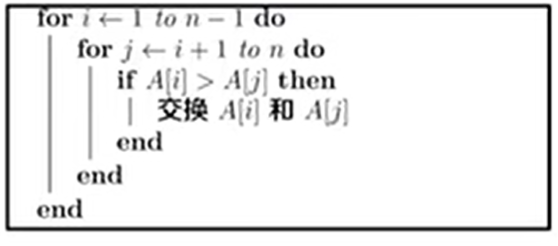 for i ← 1 to n − 1 do
for j ← i + 1 to n do
if A[i] > A[j] then
交换 A[i] 和 A[j]
end
end
end